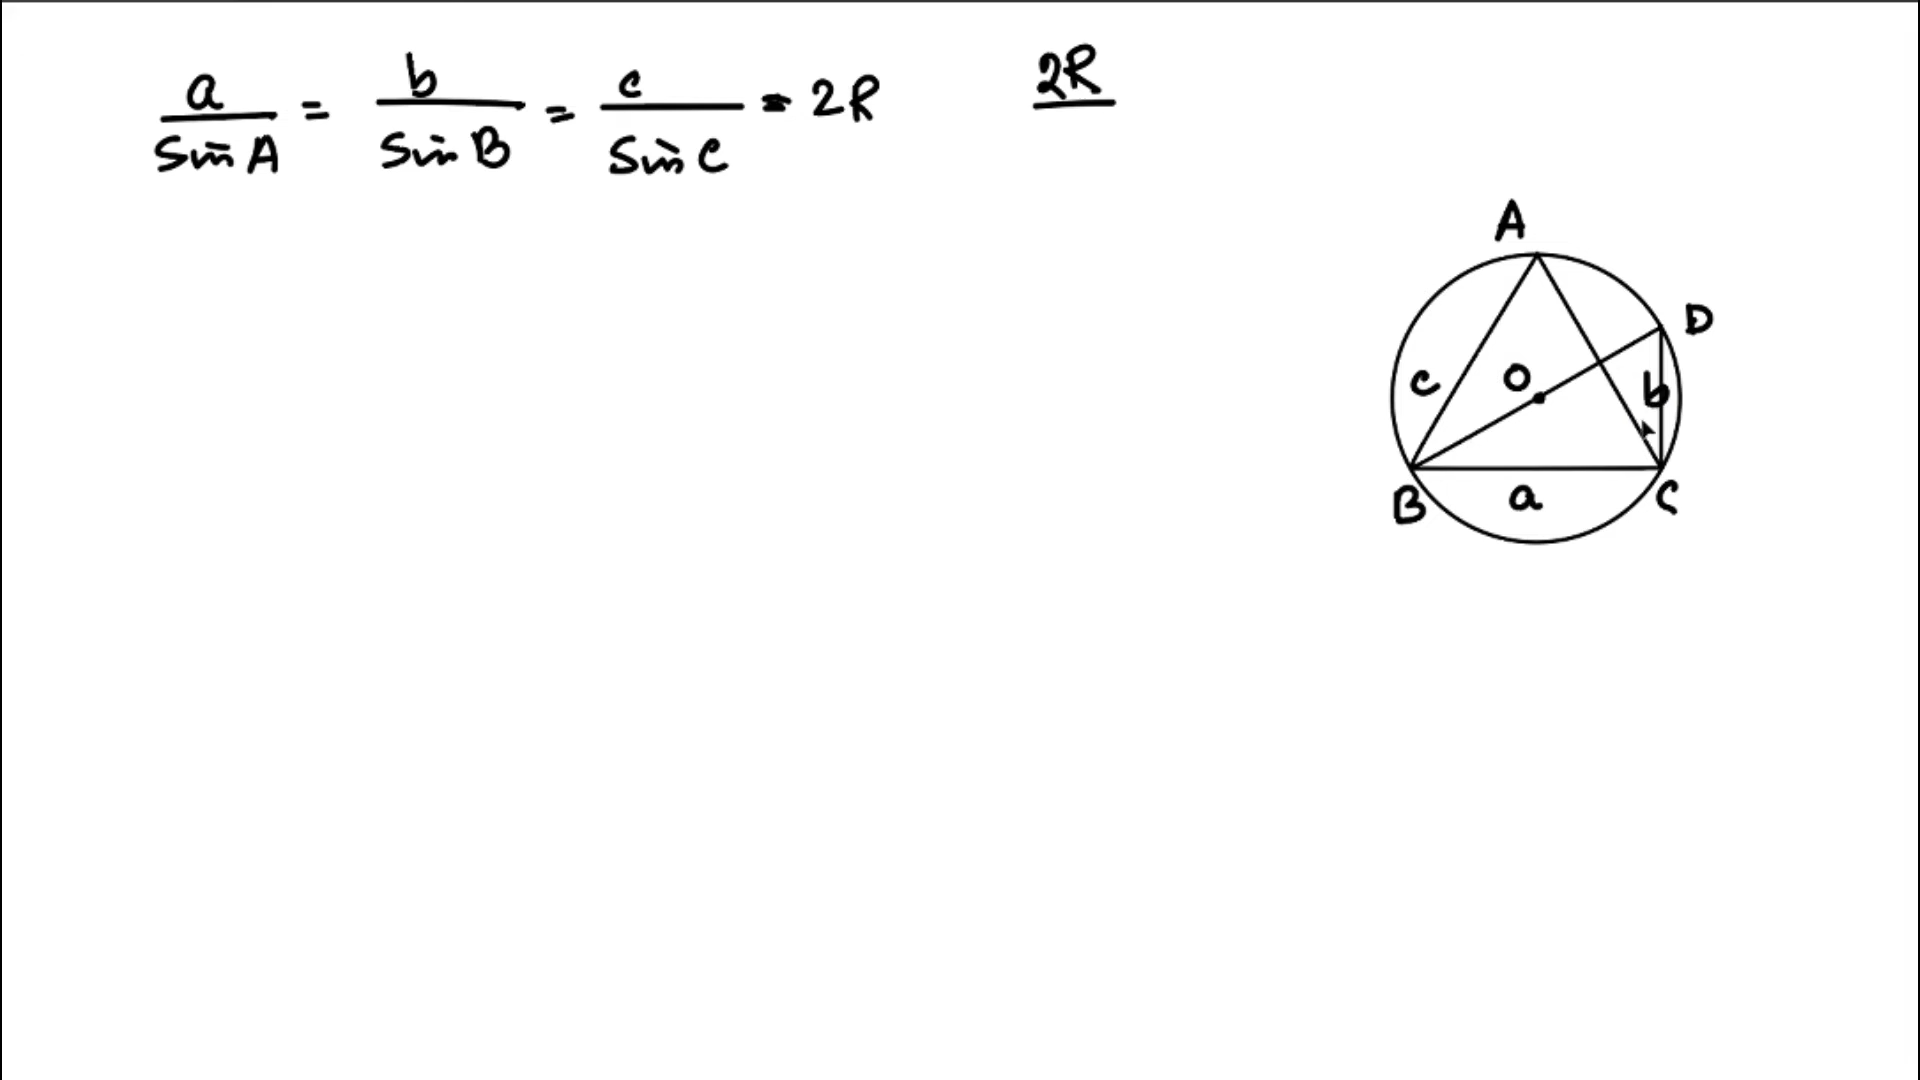 a/Sin A = b/Sin B = c/Sin C = 2R
2R
A
D
c
O
b
B
a
C